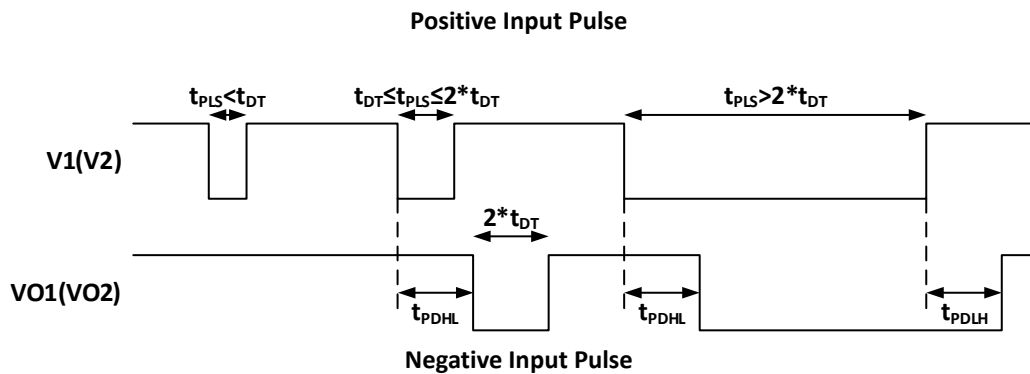 Positive Input Pulse
tPLS<tDT
tDT≤tPLS≤2*tDT
tPLS>2*tDT
V1(V2)
2*tDT
VO1(VO2)
tPDHL
tPDHL
tPDLH
Negative Input Pulse